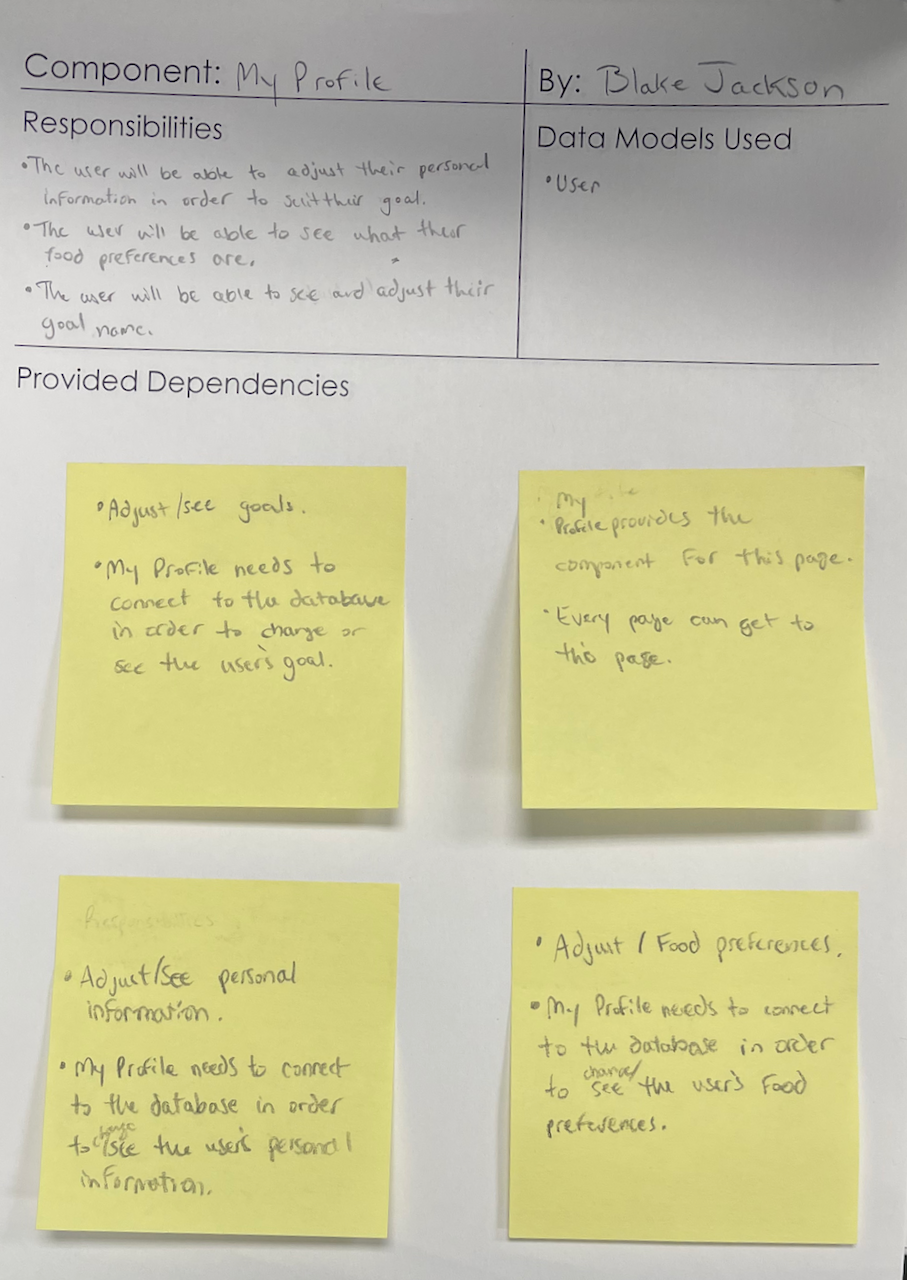 Component: My Profile
By: Blake Jackson
Responsibilities
•The user will be able to adjust their personal
information in order to suit their goal.
•The user will be able to see what their
food preferences are.
•The user will be able to see and adjust their
goal name.
Data Models Used
•User
Provided Dependencies
•Adjust/see goals.
•My Profile needs to
connect to the database
in order to change or
see the user's goal.
My
•Profile provides the
component for this page.
•Every page can get to
this page.
Responsibilities
•Adjust/See personal
information.
•My Profile needs to connect
to the database in order
to change/see the user's personal
information.
•Adjust / Food preferences.
•My Profile needs to connect
to the database in order
to change/see the user's Food
preferences.